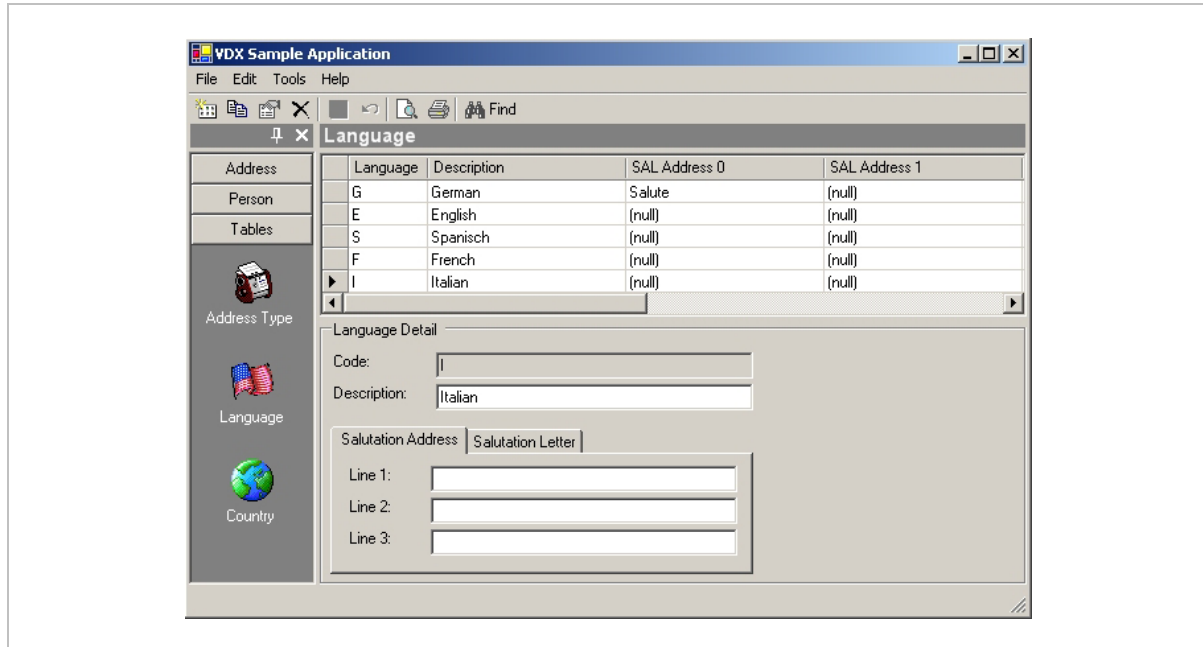 VDX Sample Application
File Edit Tools Help
Find
Language
Address
Person
Tables
Address Type
Language
Country
Language Description SAL Address 0 SAL Address 1
G German Salute (null)
E English (null) (null)
S Spanisch (null) (null)
F French (null) (null)
I Italian (null) (null)
Language Detail
Code: I
Description: Italian
Salutation Address Salutation Letter
Line 1:
Line 2:
Line 3: